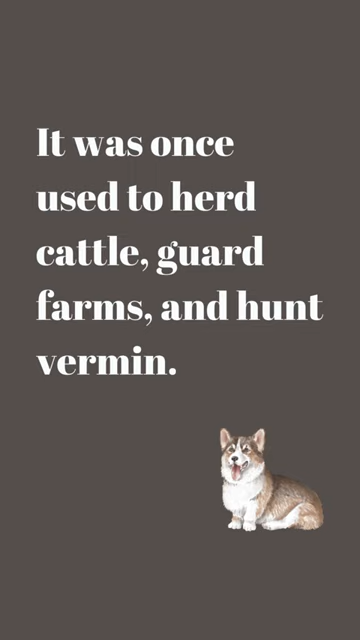 It was once
used to herd
cattle, guard
farms, and hunt
vermin.